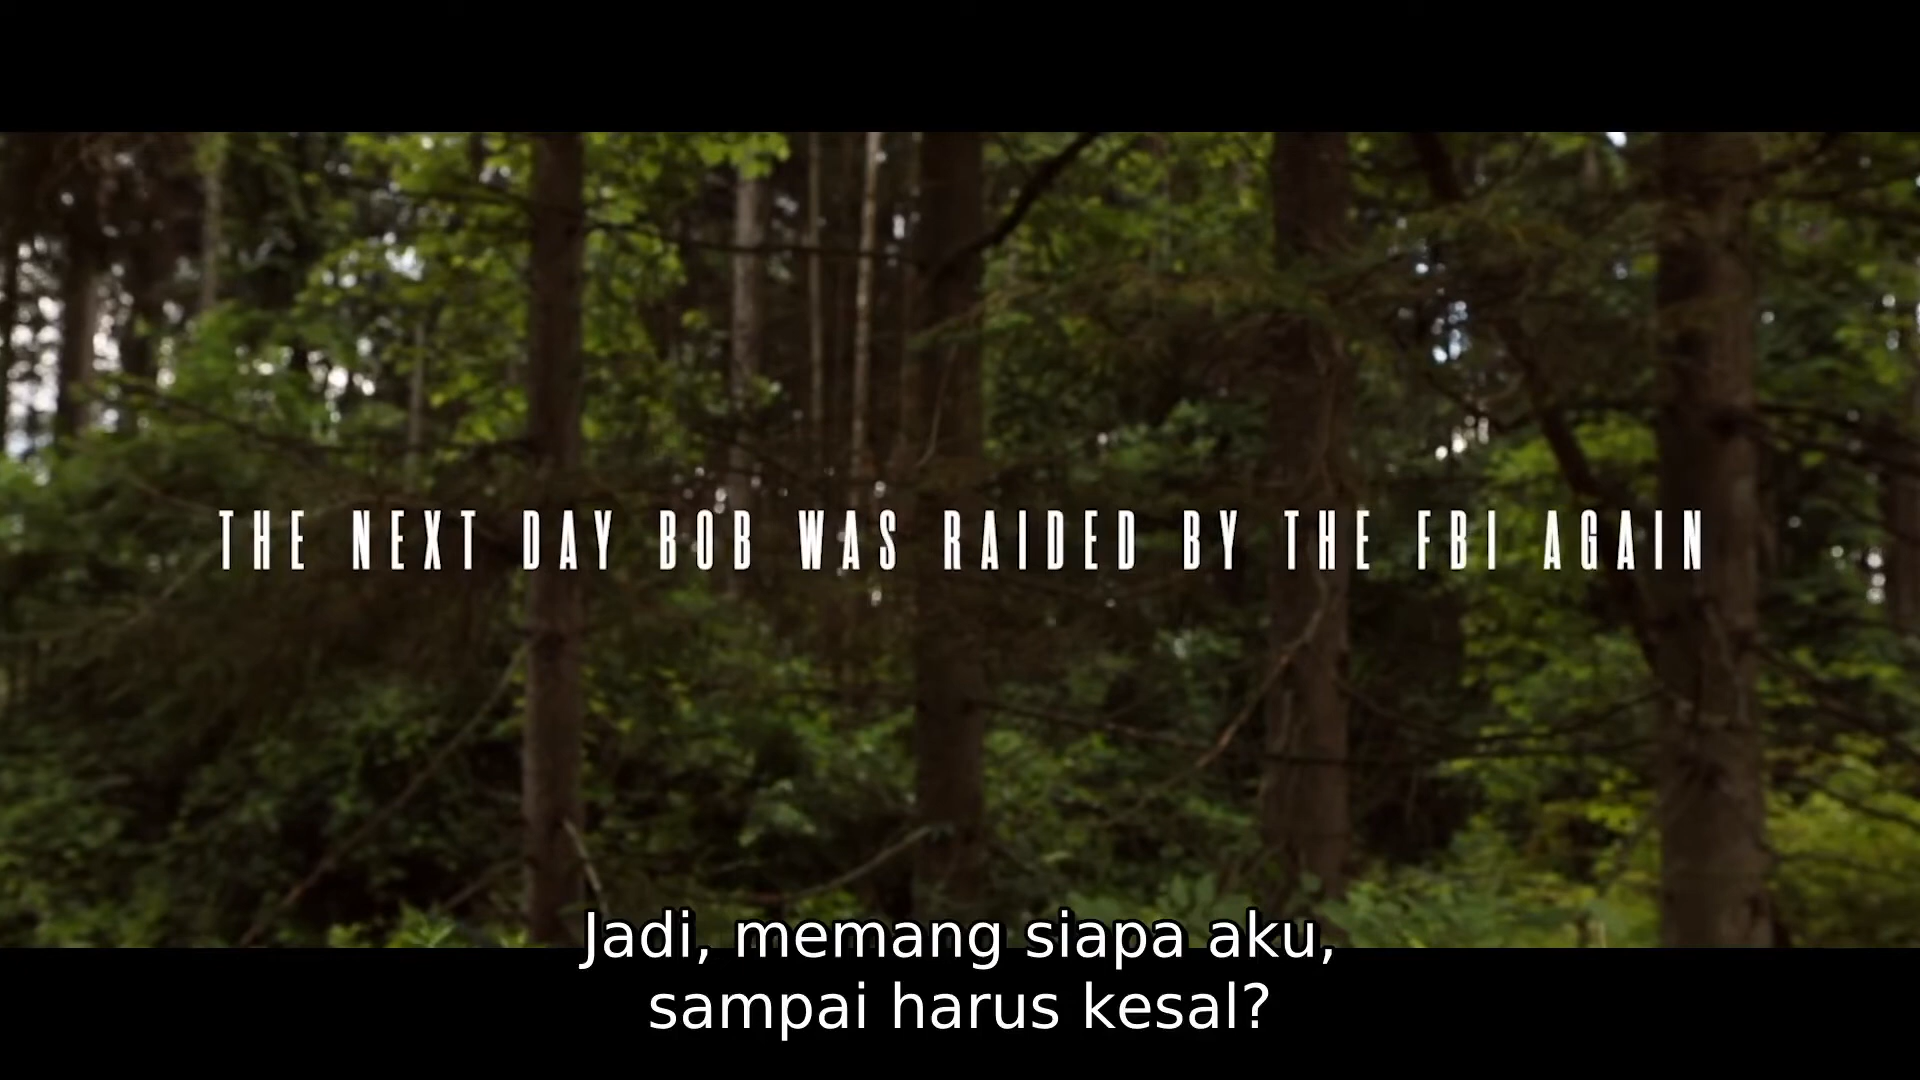 THE NEXT DAY BOB WAS RAIDED BY THE FBI AGAIN
Jadi, memang siapa aku,
sampai harus kesal?